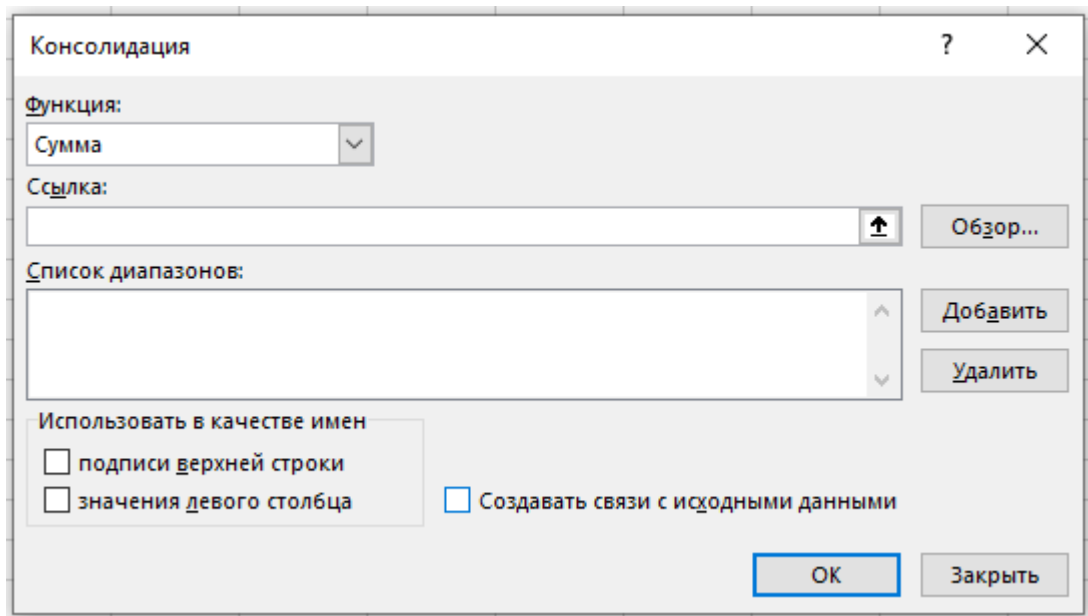 Консолидация ?
Функция:
Сумма
Ссылка:
Обзор...
Список диапазонов:
Добавить
Удалить
Использовать в качестве имен
подписи верхней строки
значения левого столбца
Создавать связи с исходными данными
ОК
Закрыть